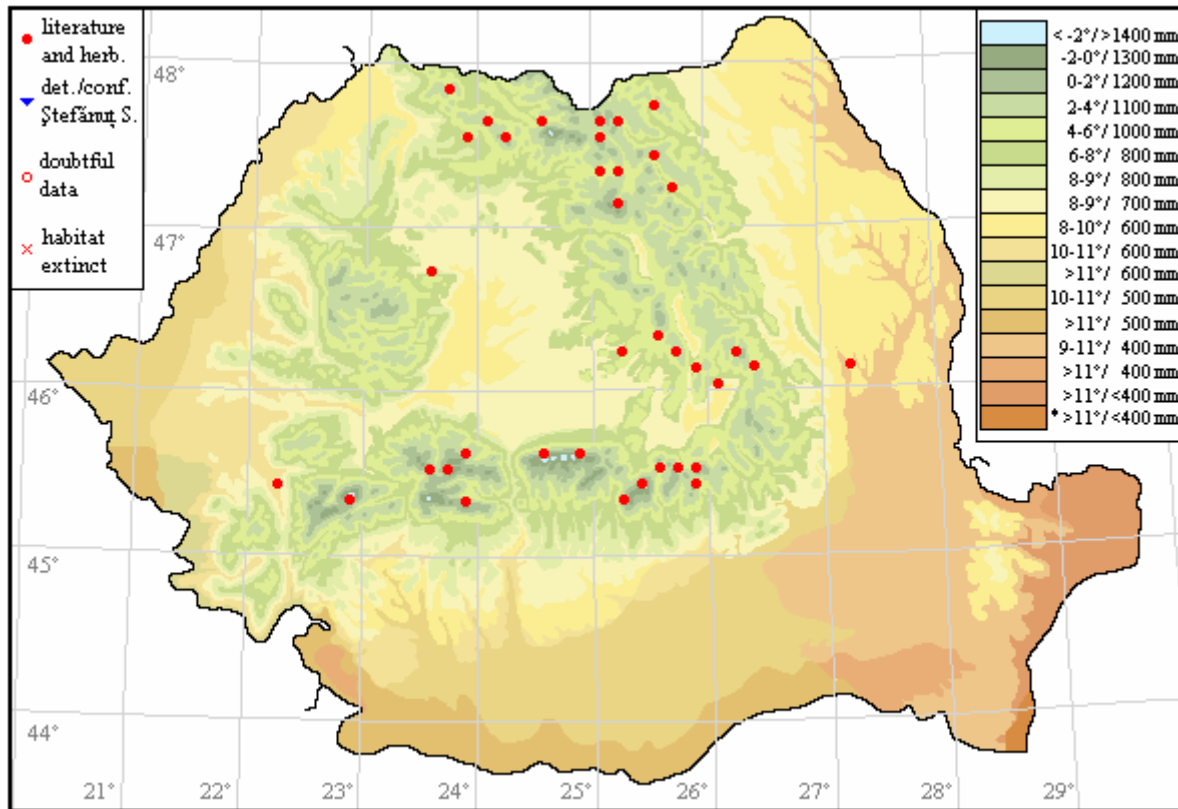 literature
and herb.
det./conf.
Ştefănuţ S.
doubtful
data
habitat
extinct
< -2°/>1400 mm
-2-0°/1300 mm
0-2°/1200 mm
2-4°/1100 mm
4-6°/1000 mm
6-8°/ 800 mm
8-9°/ 800 mm
8-9°/ 700 mm
8-10°/ 600 mm
10-11°/ 600 mm
>11°/ 600 mm
10-11°/ 500 mm
>11°/ 500 mm
9-11°/ 400 mm
>11°/ 400 mm
>11°/<400 mm
* >11°/<400 mm
48°
47°
46°
45°
44°
21° 22° 23° 24° 25° 26° 27° 28° 29°